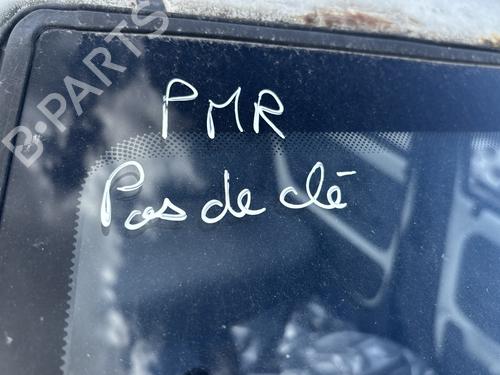 B-PARTS
PMR
Pas de clé